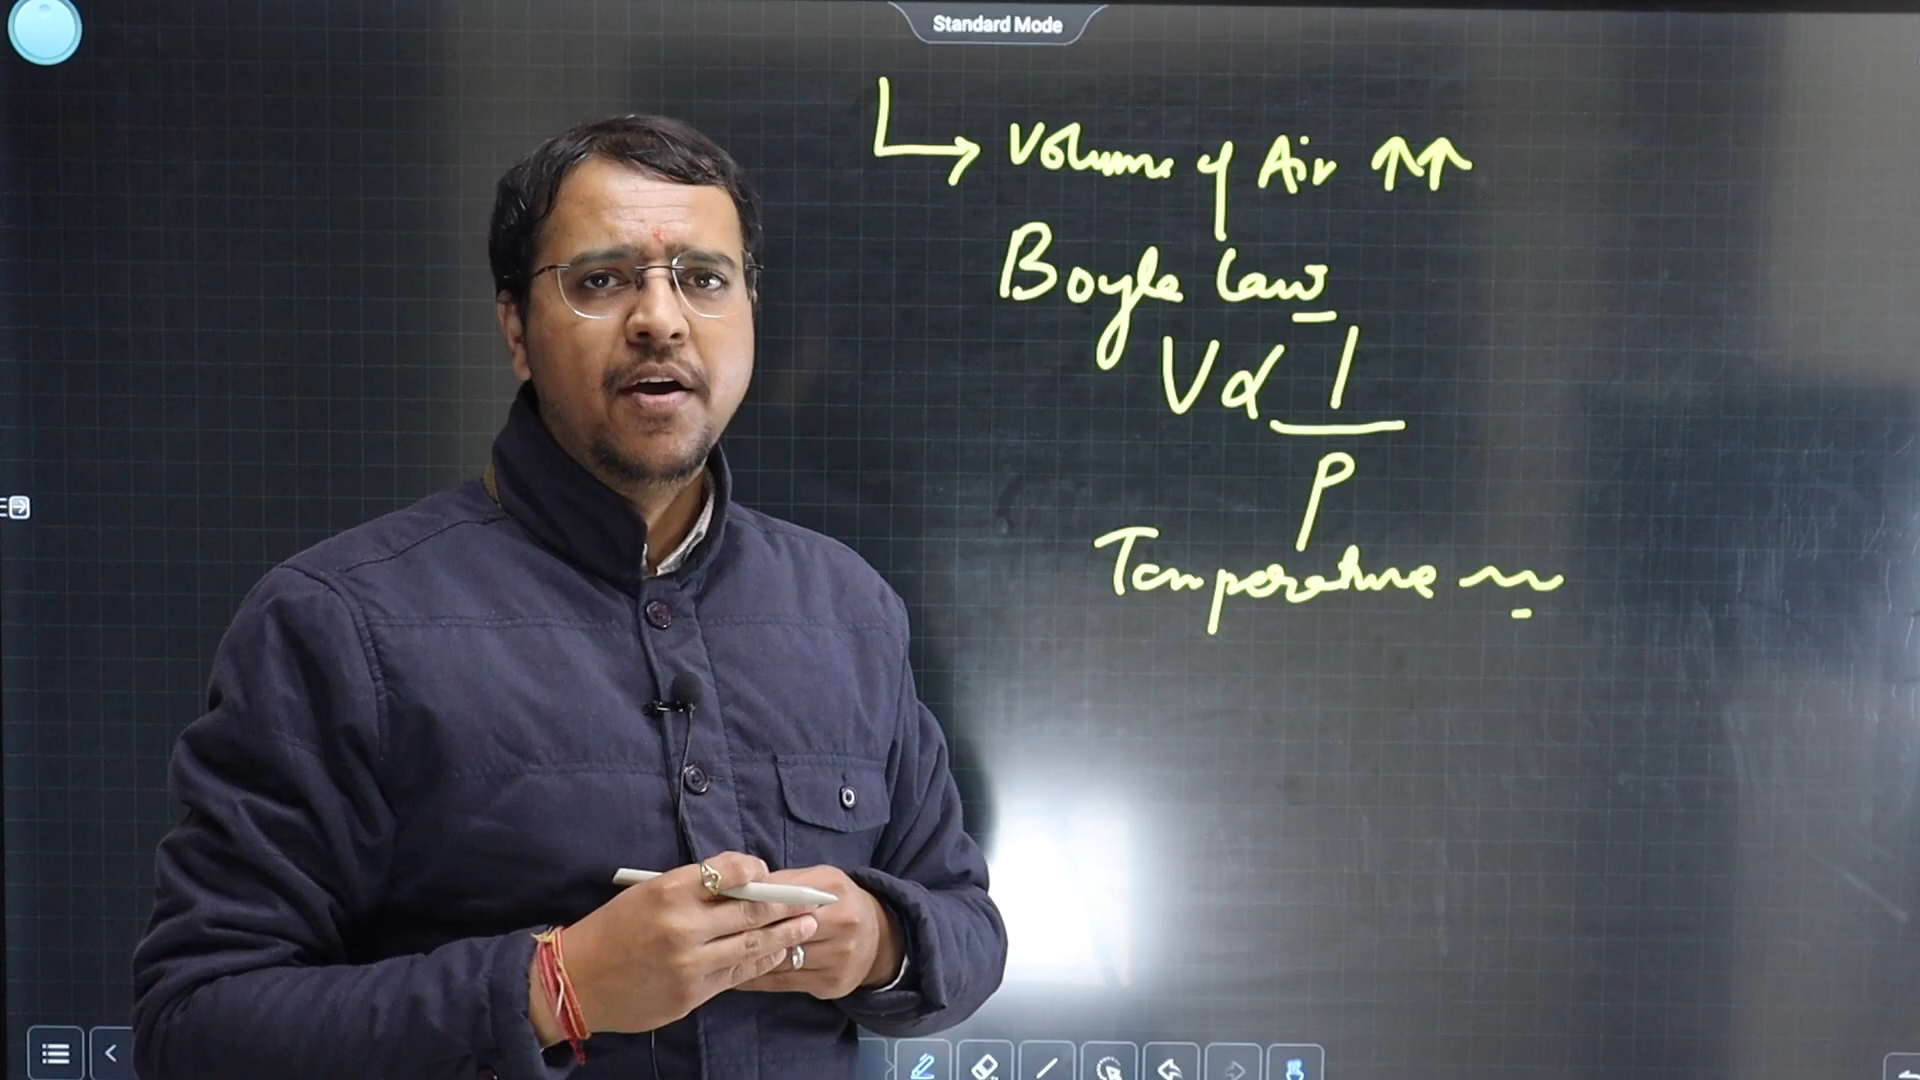 Standard Mode
Volume of Air ↑↑
Boyle law
V α 1
P
Temperature